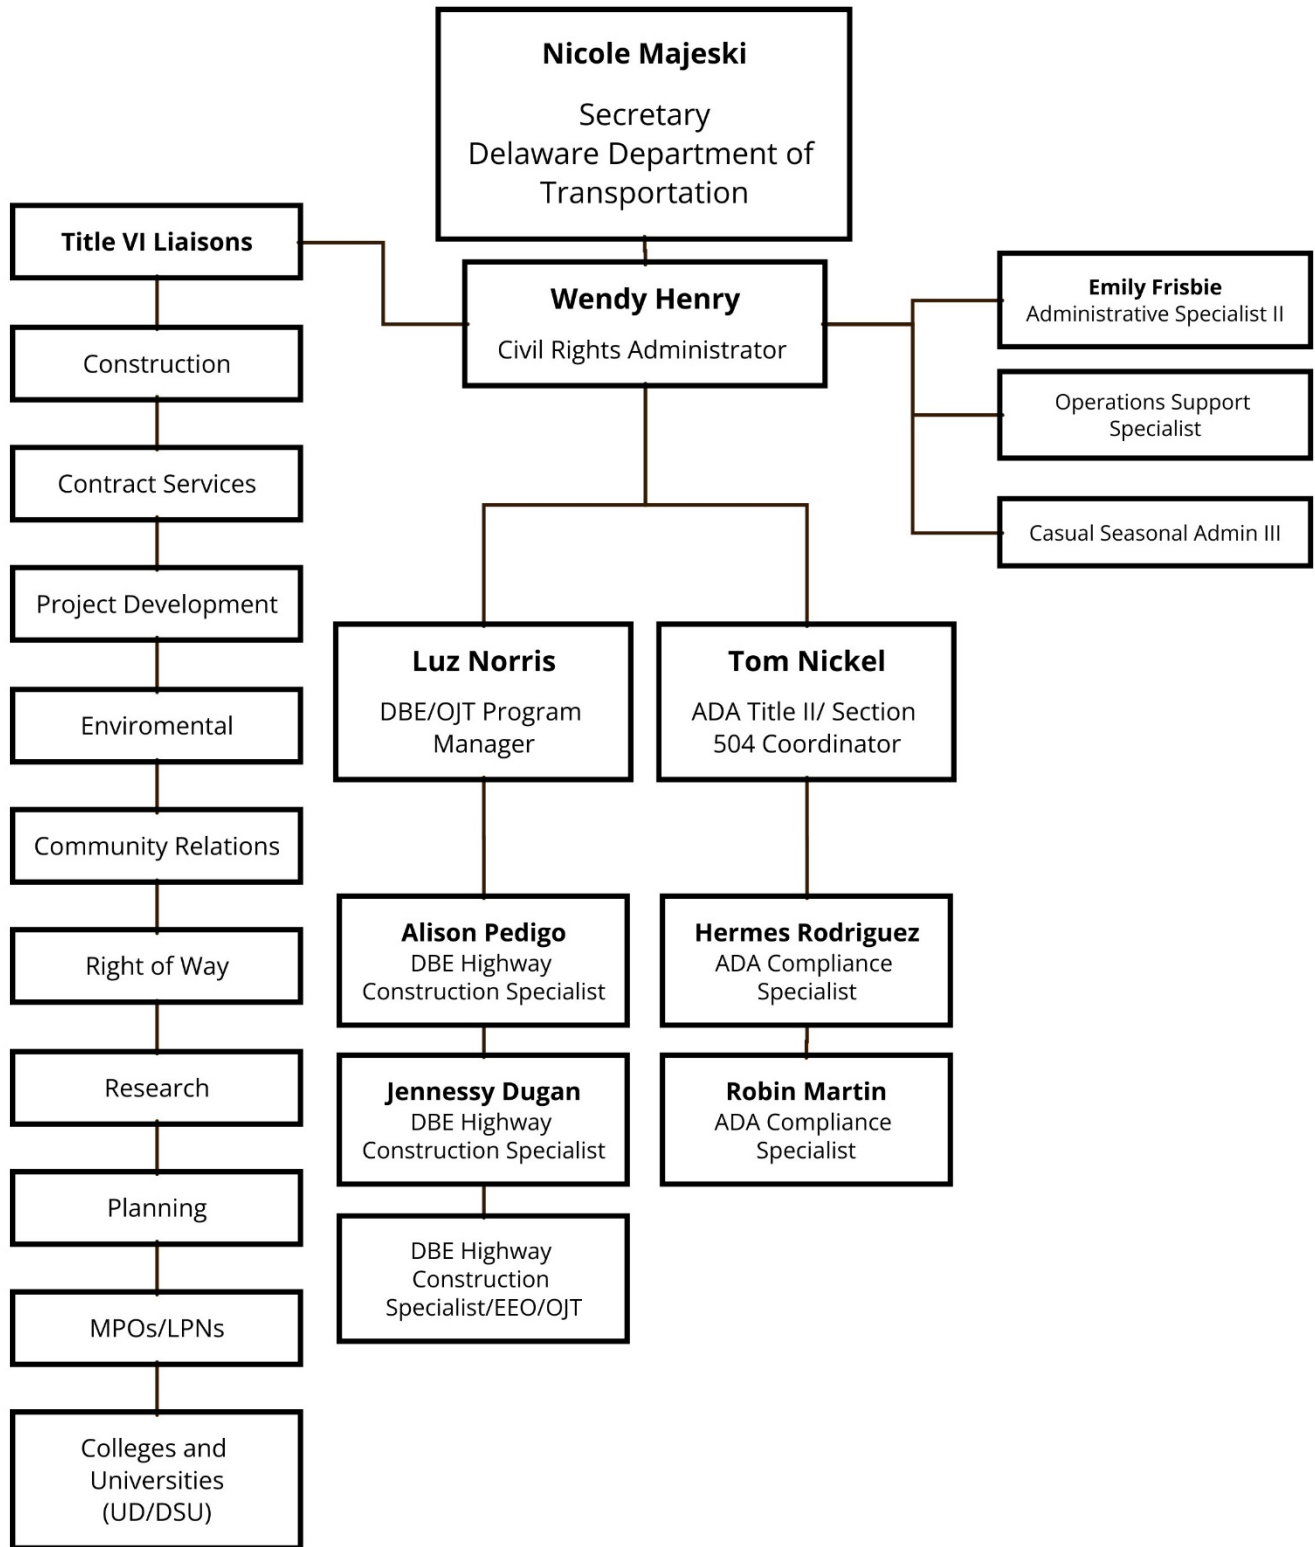 Nicole Majeski
Secretary
Delaware Department of
Transportation
Title VI Liaisons
Construction
Contract Services
Project Development
Enviromental
Community Relations
Right of Way
Research
Planning
MPOs/LPNs
Colleges and
Universities
(UD/DSU)
Wendy Henry
Civil Rights Administrator
Emily Frisbie
Administrative Specialist II
Operations Support
Specialist
Casual Seasonal Admin III
Luz Norris
DBE/OJT Program
Manager
Alison Pedigo
DBE Highway
Construction Specialist
Jennessy Dugan
DBE Highway
Construction Specialist
DBE Highway
Construction
Specialist/EEO/OJT
Tom Nickel
ADA Title II/ Section
504 Coordinator
Hermes Rodriguez
ADA Compliance
Specialist
Robin Martin
ADA Compliance
Specialist